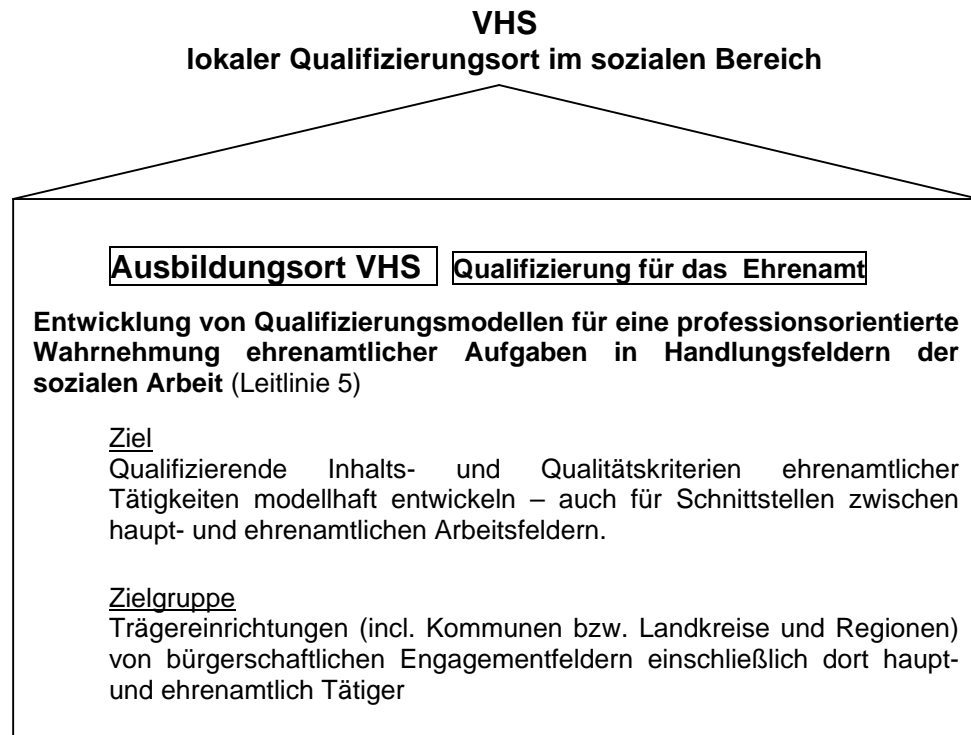 VHS
lokaler Qualifizierungsort im sozialen Bereich
Ausbildungsort VHS Qualifizierung für das Ehrenamt
Entwicklung von Qualifizierungsmodellen für eine professionsorientierte
Wahrnehmung ehrenamtlicher Aufgaben in Handlungsfeldern der
sozialen Arbeit (Leitlinie 5)
Ziel
Qualifizierende Inhalts- und Qualitätskriterien ehrenamtlicher
Tätigkeiten modellhaft entwickeln – auch für Schnittstellen zwischen
haupt- und ehrenamtlichen Arbeitsfeldern.
Zielgruppe
Trägereinrichtungen (incl. Kommunen bzw. Landkreise und Regionen)
von bürgerschaftlichen Engagementfeldern einschließlich dort haupt-
und ehrenamtlich Tätiger